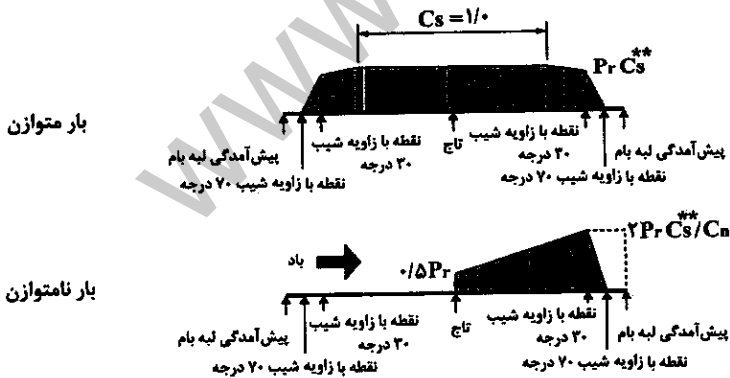 Cs = ۱/۰
Pr Cs**
بار متوازن
پیش‌آمدگی لبه بام
نقطه با زاویه شیب ۷۰ درجه
نقطه با زاویه شیب
۳۰ درجه
تاج
نقطه با زاویه شیب
۳۰ درجه
نقطه با زاویه شیب ۷۰ درجه
پیش‌آمدگی لبه بام
۲Pr Cs**/Cn
باد
۰/۵Pr
بار نامتوازن
پیش‌آمدگی لبه بام
نقطه با زاویه شیب ۷۰ درجه
نقطه با زاویه شیب
۳۰ درجه
تاج
نقطه با زاویه شیب
۳۰ درجه
نقطه با زاویه شیب ۷۰ درجه
پیش‌آمدگی لبه بام